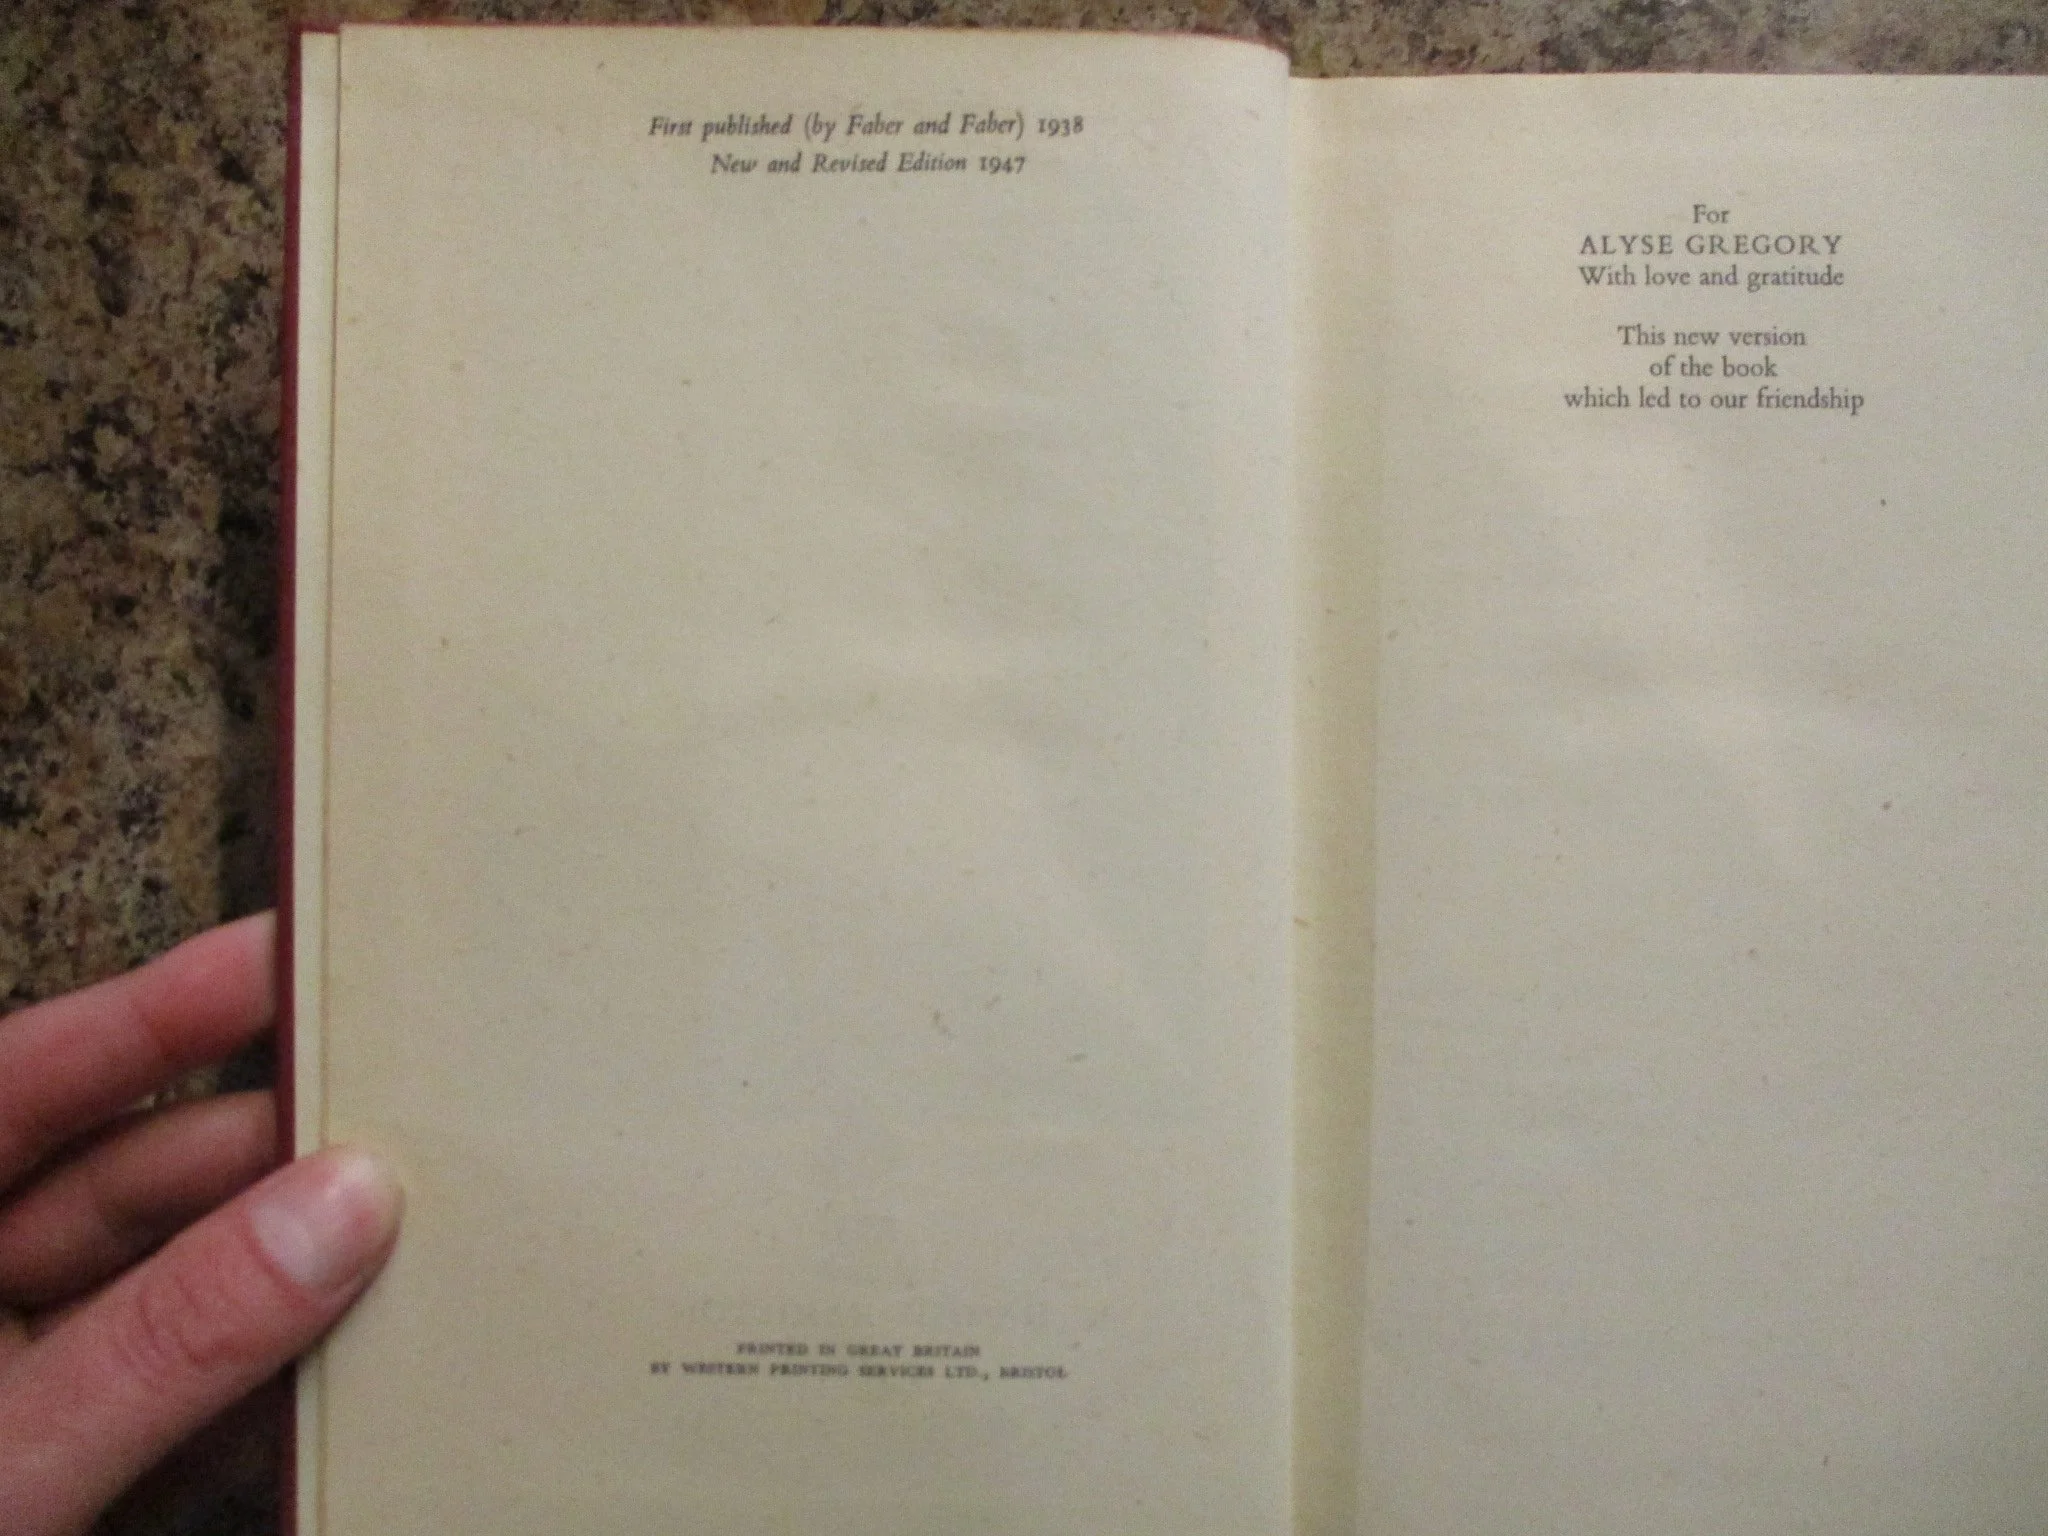 First published (by Faber and Faber) 1938
New and Revised Edition 1947
PRINTED IN GREAT BRITAIN
BY WESTERN PRINTING SERVICES LTD., BRISTOL
For
ALYSE GREGORY
With love and gratitude
This new version
of the book
which led to our friendship